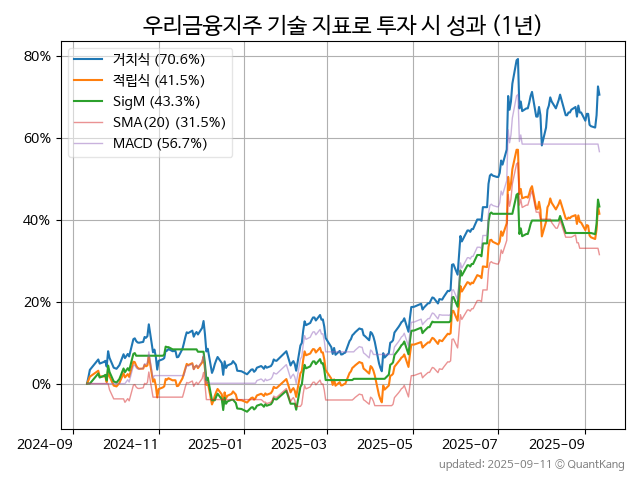 우리금융지주 기술 지표로 투자 시 성과 (1년)
80%
60%
40%
20%
0%
거치식 (70.6%)
적립식 (41.5%)
SigM (43.3%)
SMA(20) (31.5%)
MACD (56.7%)
2024-09
2024-11
2025-01
2025-03
2025-05
2025-07
2025-09
updated: 2025-09-11 © QuantKang